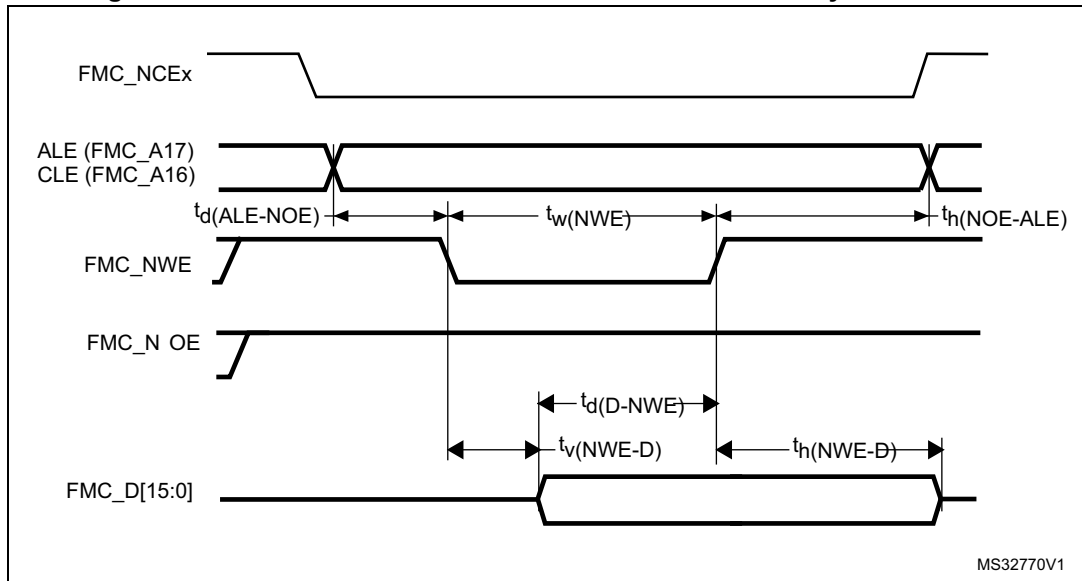 FMC_NCEx
ALE (FMC_A17)
CLE (FMC_A16)
td(ALE-NOE)
tw(NWE)
th(NOE-ALE)
FMC_NWE
FMC_N OE
td(D-NWE)
tv(NWE-D)
th(NWE-D)
FMC_D[15:0]
MS32770V1